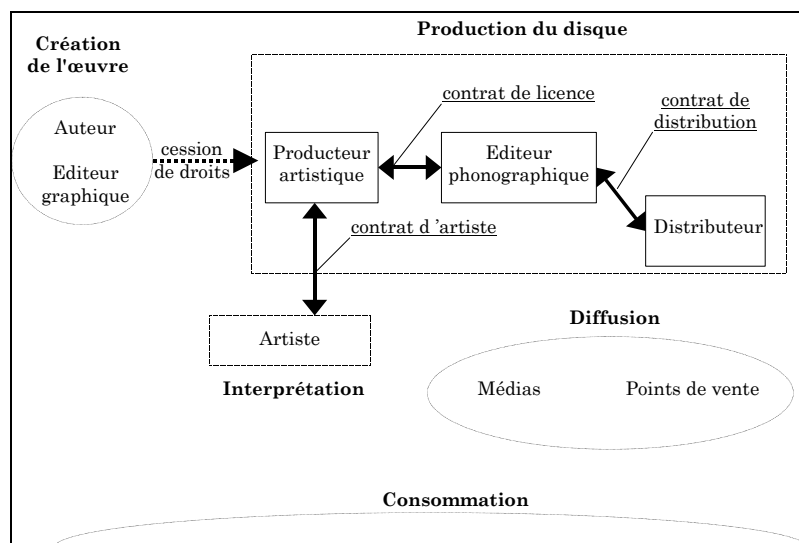 Production du disque
Création
de l'œuvre
contrat de licence
contrat de
distribution
Auteur
Editeur
graphique
cession
de droits
Producteur
artistique
Editeur
phonographique
Distributeur
contrat d ’artiste
Artiste
Interprétation
Diffusion
Médias
Points de vente
Consommation